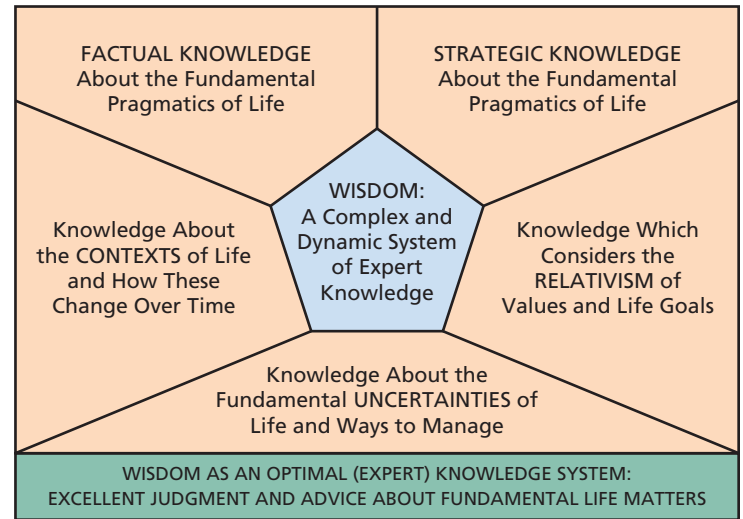 FACTUAL KNOWLEDGE
About the Fundamental
Pragmatics of Life
STRATEGIC KNOWLEDGE
About the Fundamental
Pragmatics of Life
Knowledge About
the CONTEXTS of Life
and How These
Change Over Time
WISDOM:
A Complex and
Dynamic System
of Expert
Knowledge
Knowledge Which
Considers the
RELATIVISM of
Values and Life Goals
Knowledge About the
Fundamental UNCERTAINTIES of
Life and Ways to Manage
WISDOM AS AN OPTIMAL (EXPERT) KNOWLEDGE SYSTEM:
EXCELLENT JUDGMENT AND ADVICE ABOUT FUNDAMENTAL LIFE MATTERS